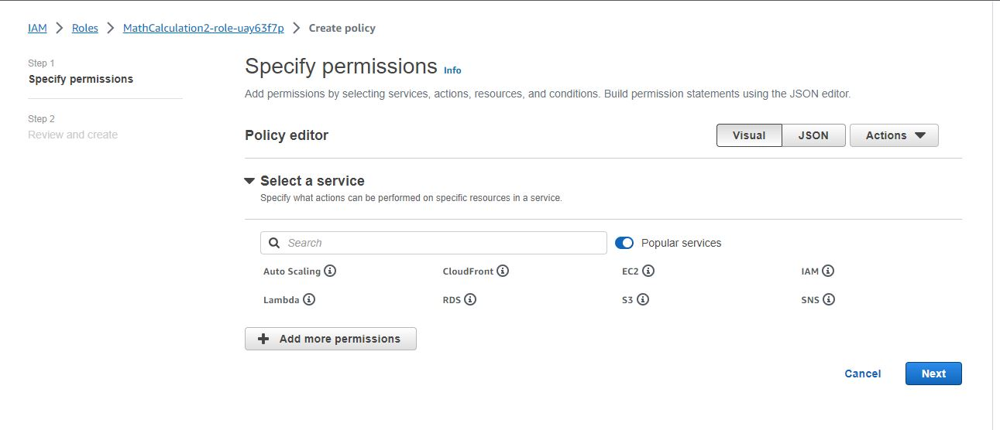 IAM > Roles > MathCalculation2-role-uay63f7p > Create policy
Step 1
Specify permissions
Step 2
Review and create
Specify permissions Info
Add permissions by selecting services, actions, resources, and conditions. Build permission statements using the JSON editor.
Policy editor
Visual JSON Actions
Select a service
Specify what actions can be performed on specific resources in a service.
Search Popular services
Auto Scaling CloudFront EC2 IAM
Lambda RDS S3 SNS
Add more permissions
Cancel Next